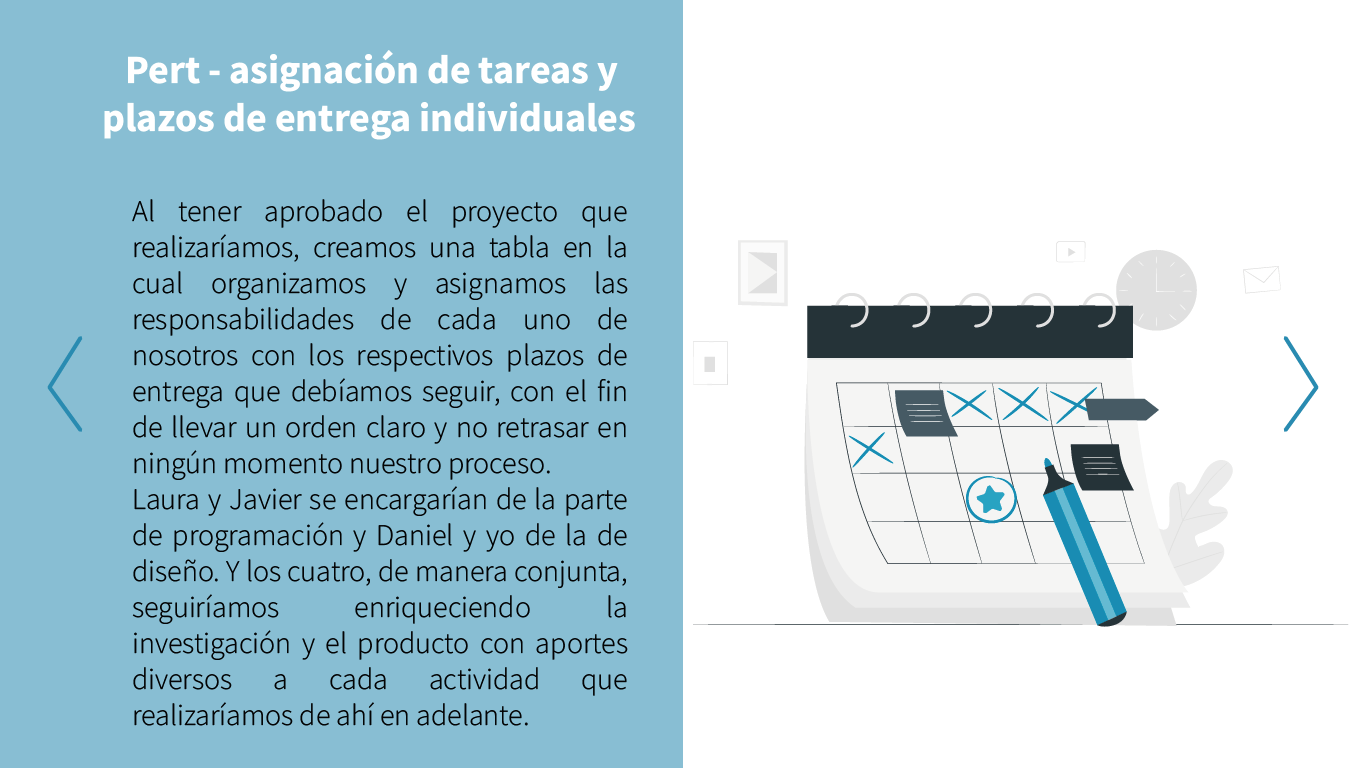 Pert - asignación de tareas y
plazos de entrega individuales
Al tener aprobado el proyecto que
realizaríamos, creamos una tabla en la
cual organizamos y asignamos las
responsabilidades de cada uno de
nosotros con los respectivos plazos de
entrega que debíamos seguir, con el fin
de llevar un orden claro y no retrasar en
ningún momento nuestro proceso.
Laura y Javier se encargarían de la parte
de programación y Daniel y yo de la de
diseño. Y los cuatro, de manera conjunta,
seguiríamos enriqueciendo la
investigación y el producto con aportes
diversos a cada actividad que
realizaríamos de ahí en adelante.